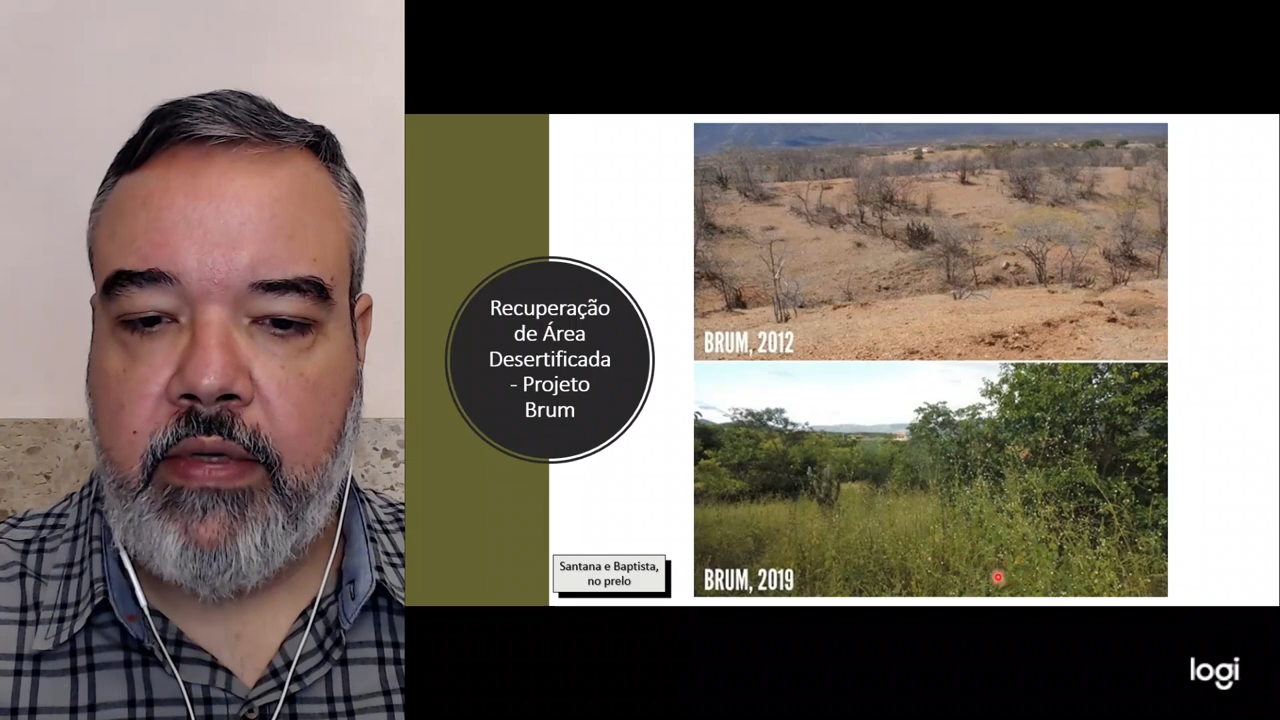 Recuperação
de Área
Desertificada
- Projeto
Brum
Santana e Baptista,
no prelo
BRUM, 2012
BRUM, 2019
logi